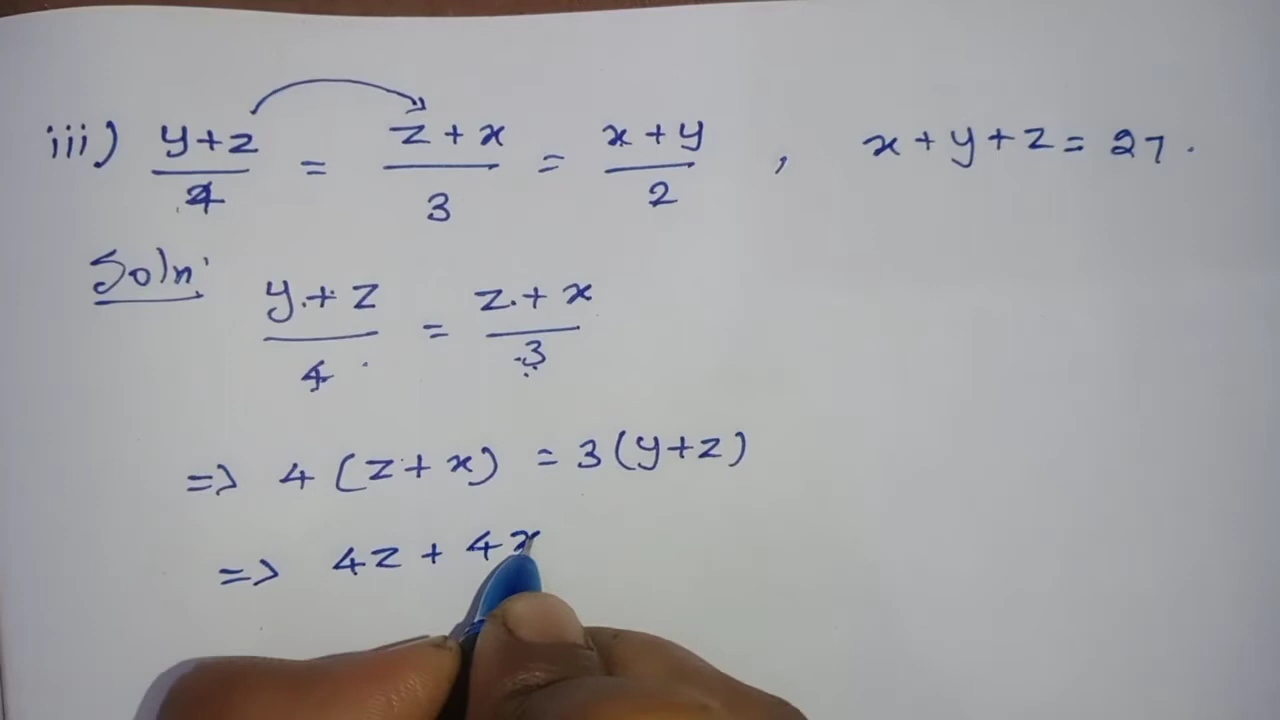 iii) y+z/4 = z+x/3 = x+y/2 , x+y+z = 27.
Soln:
y+z/4 = z+x/3
=> 4(z+x) = 3(y+z)
=> 4z + 4x